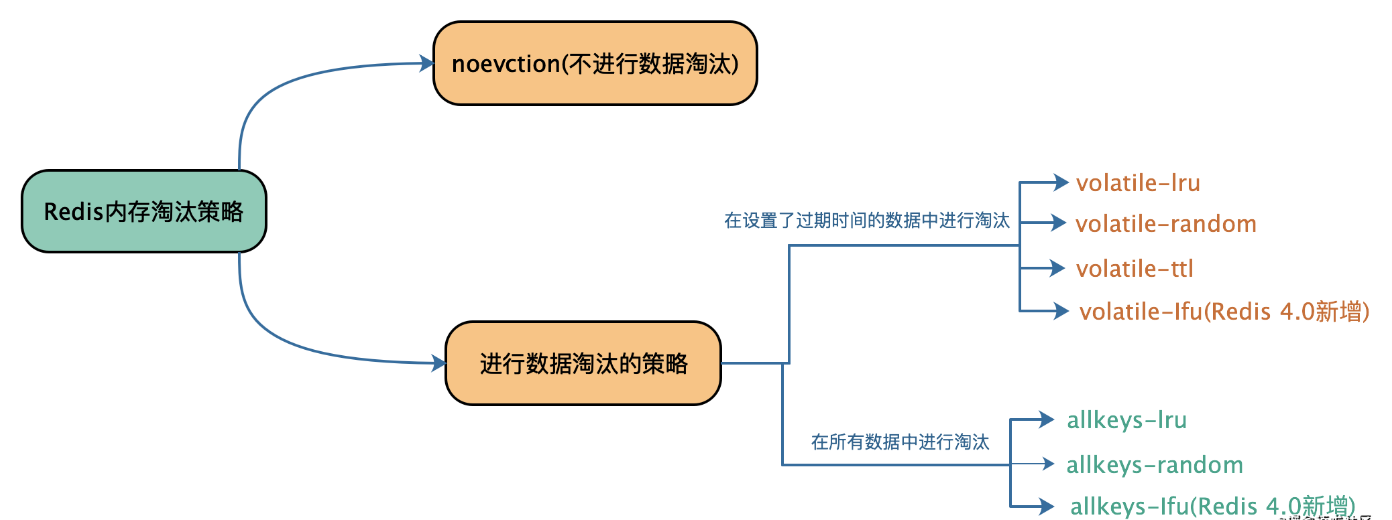 noevction(不进行数据淘汰)
Redis内存淘汰策略
进行数据淘汰的策略
在设置了过期时间的数据中进行淘汰
volatile-lru
volatile-random
volatile-ttl
volatile-lfu(Redis 4.0新增)
在所有数据中进行淘汰
allkeys-lru
allkeys-random
allkeys-lfu(Redis 4.0新增)